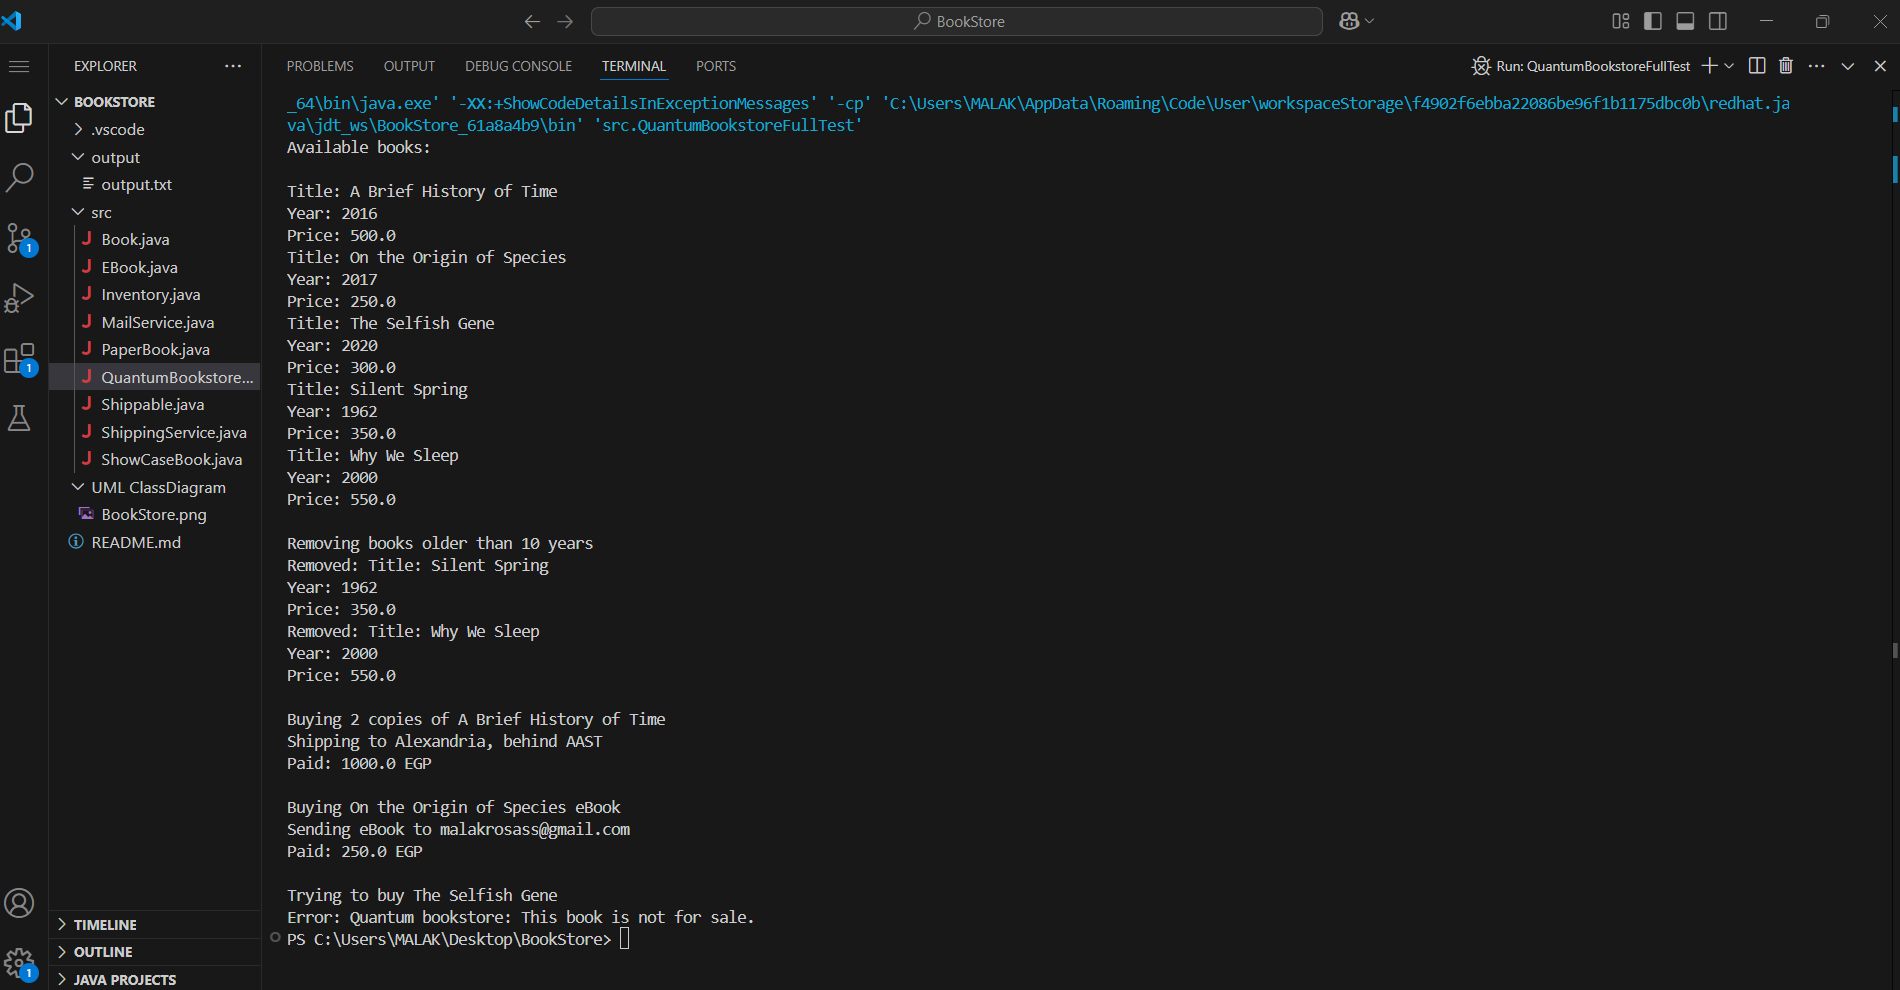 BookStore
EXPLORER
BOOKSTORE
.vscode
output
output.txt
src
Book.java
EBook.java
Inventory.java
MailService.java
PaperBook.java
QuantumBookstore...
Shippable.java
ShippingService.java
ShowCaseBook.java
UML ClassDiagram
BookStore.png
README.md
TIMELINE
OUTLINE
JAVA PROJECTS
1
1
1
PROBLEMS OUTPUT DEBUG CONSOLE TERMINAL PORTS
Run: QuantumBookstoreFullTest
_64\bin\java.exe' '-XX:+ShowCodeDetailsInExceptionMessages' '-cp' 'C:\Users\MALAK\AppData\Roaming\Code\User\workspaceStorage\f4902f6ebba22086be96f1b1175dbc0b\redhat.ja
va\jdt_ws\BookStore_61a8a4b9\bin' 'src.QuantumBookstoreFullTest'
Available books:
Title: A Brief History of Time
Year: 2016
Price: 500.0
Title: On the Origin of Species
Year: 2017
Price: 250.0
Title: The Selfish Gene
Year: 2020
Price: 300.0
Title: Silent Spring
Year: 1962
Price: 350.0
Title: Why We Sleep
Year: 2000
Price: 550.0
Removing books older than 10 years
Removed: Title: Silent Spring
Year: 1962
Price: 350.0
Removed: Title: Why We Sleep
Year: 2000
Price: 550.0
Buying 2 copies of A Brief History of Time
Shipping to Alexandria, behind AAST
Paid: 1000.0 EGP
Buying On the Origin of Species eBook
Sending eBook to malakrosass@gmail.com
Paid: 250.0 EGP
Trying to buy The Selfish Gene
Error: Quantum bookstore: This book is not for sale.
PS C:\Users\MALAK\Desktop\BookStore>